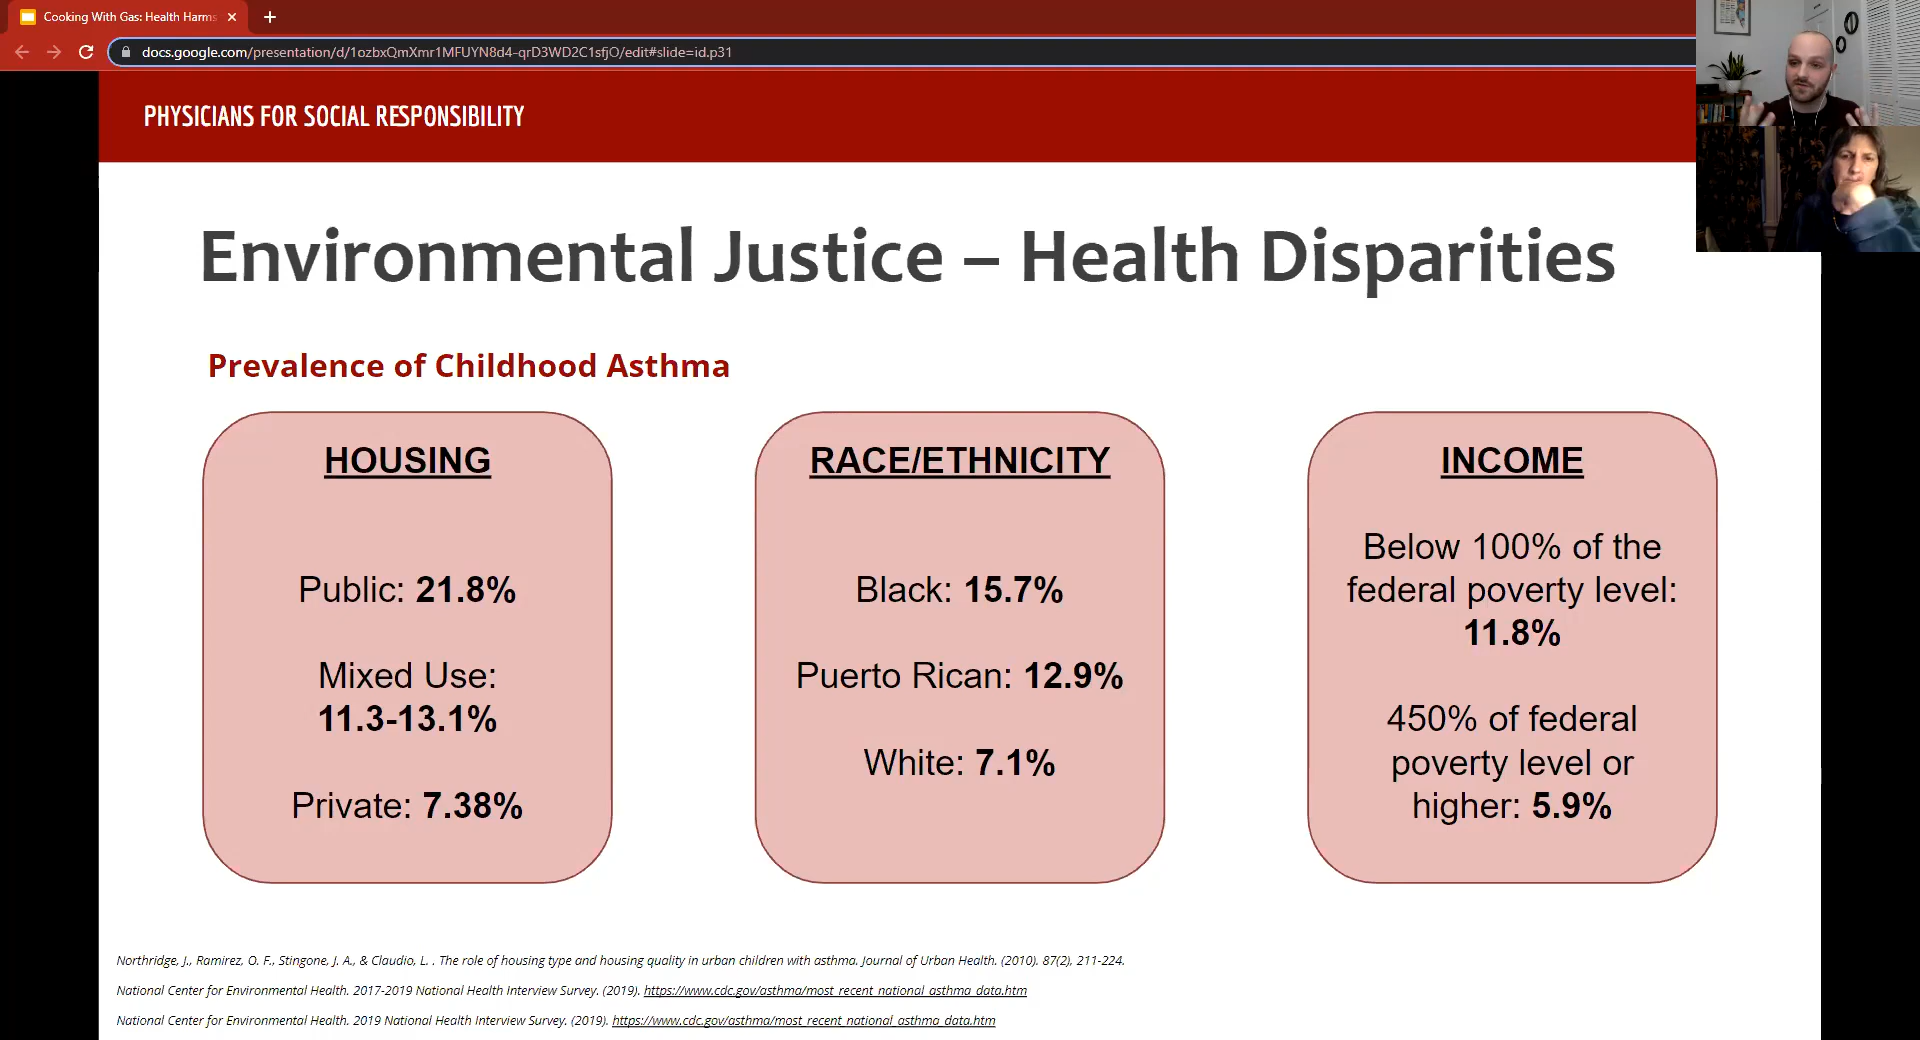 Cooking With Gas: Health Harms
docs.google.com/presentation/d/1ozbxQmXmr1MFUYN8d4-qrD3WD2C1sfjO/edit#slide=id.p31
PHYSICIANS FOR SOCIAL RESPONSIBILITY
Environmental Justice – Health Disparities
Prevalence of Childhood Asthma
HOUSING
Public: 21.8%
Mixed Use:
11.3-13.1%
Private: 7.38%
RACE/ETHNICITY
Black: 15.7%
Puerto Rican: 12.9%
White: 7.1%
INCOME
Below 100% of the
federal poverty level:
11.8%
450% of federal
poverty level or
higher: 5.9%
Northridge, J., Ramirez, O. F., Stingone, J. A., & Claudio, L. . The role of housing type and housing quality in urban children with asthma. Journal of Urban Health. (2010). 87(2), 211-224.
National Center for Environmental Health. 2017-2019 National Health Interview Survey. (2019). https://www.cdc.gov/asthma/most_recent_national_asthma_data.htm
National Center for Environmental Health. 2019 National Health Interview Survey. (2019). https://www.cdc.gov/asthma/most_recent_national_asthma_data.htm